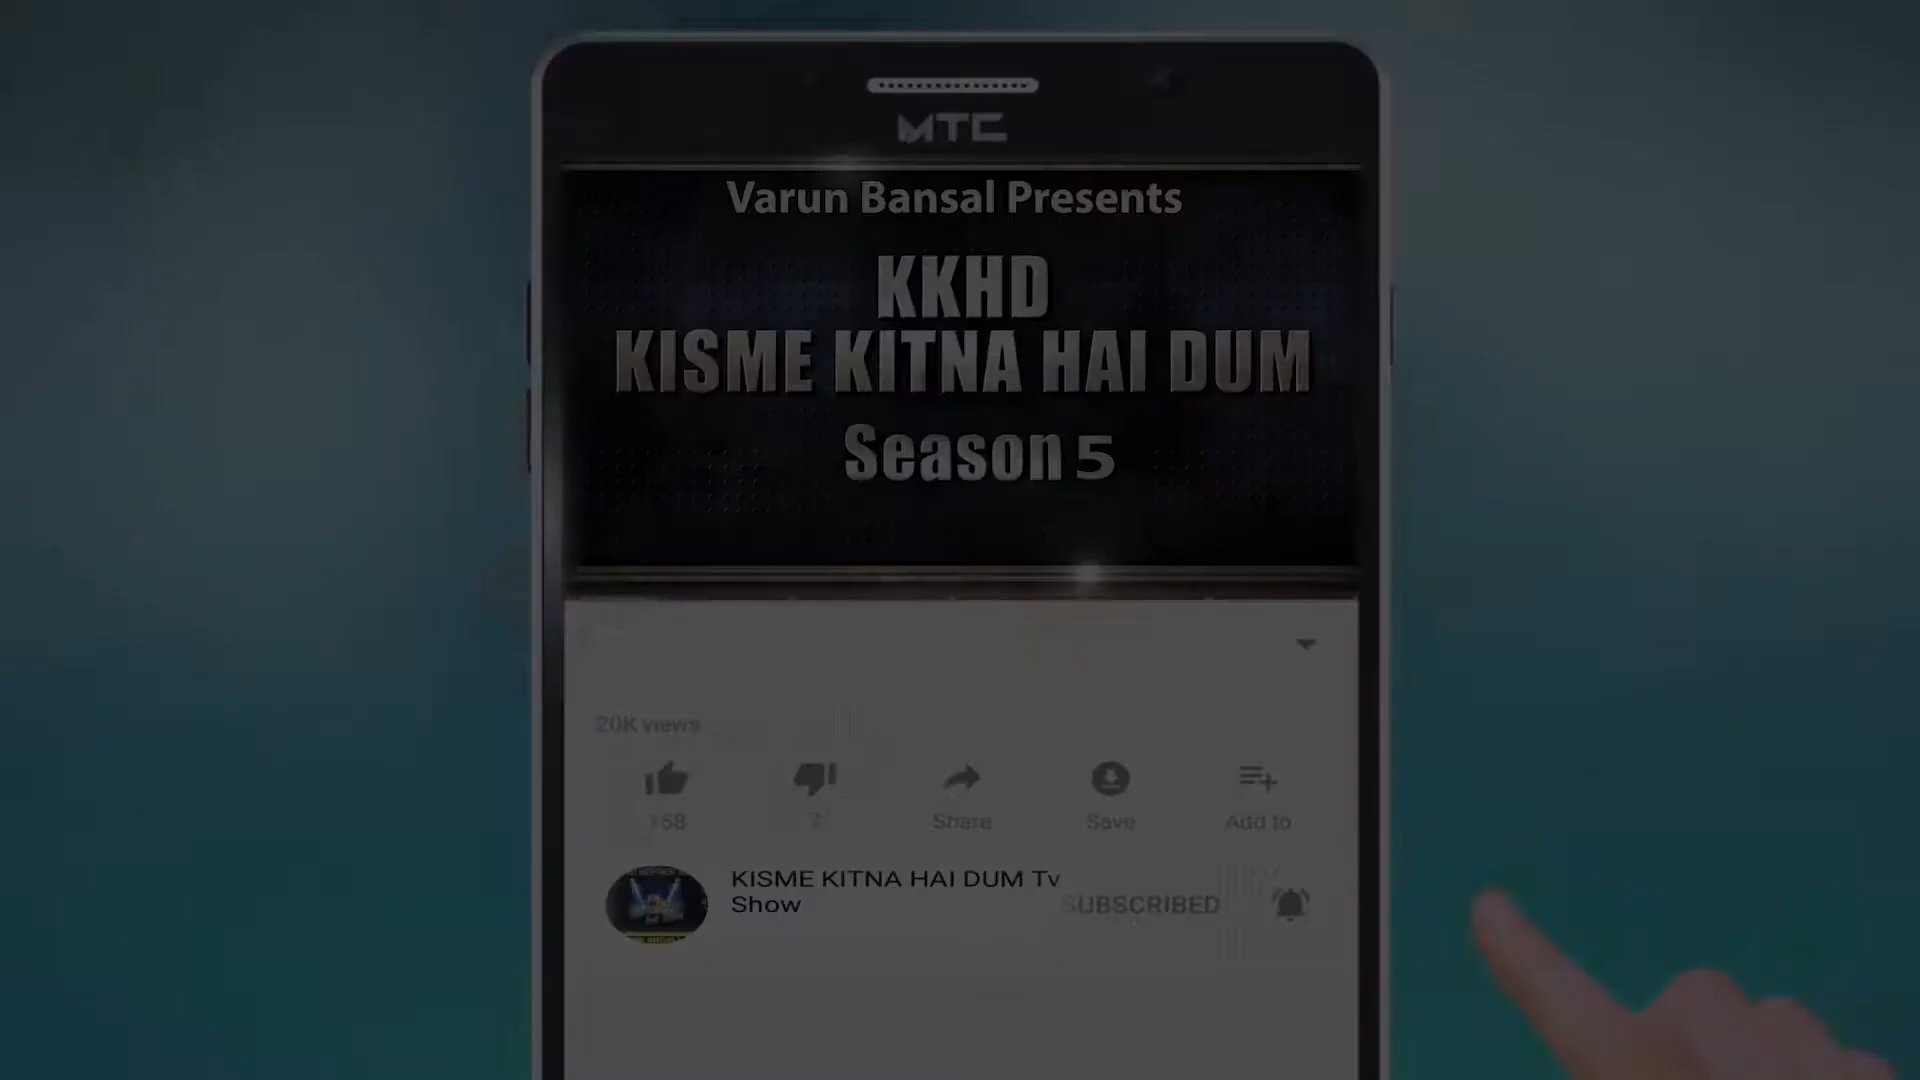 MTC
Varun Bansal Presents
KKHD
KISME KITNA HAI DUM
Season 5
20K views
158
Share
Save
Add to
KISME KITNA HAI DUM Tv
Show
SUBSCRIBED